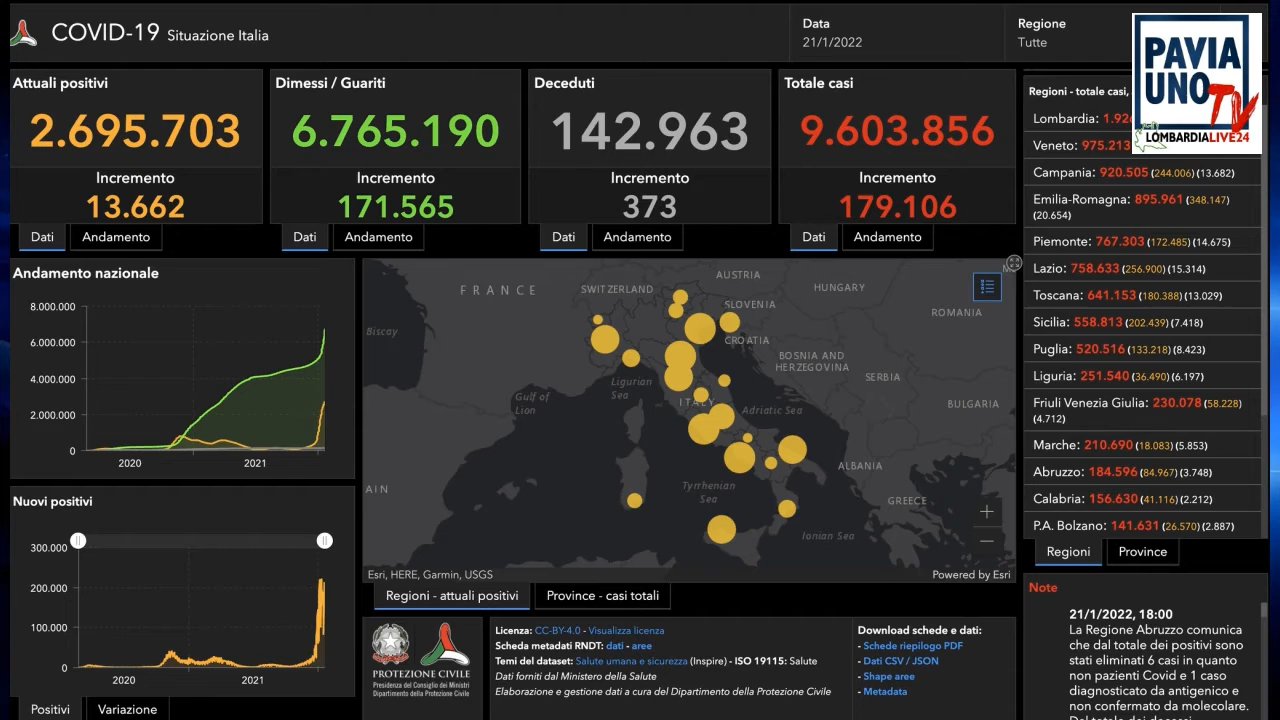 COVID-19 Situazione Italia
Data
21/1/2022
Regione
Tutte
PAVIA
UNO TV
LOMBARDIALIVE24
Attuali positivi
2.695.703
Incremento
13.662
Dati
Andamento
Dimessi / Guariti
6.765.190
Incremento
171.565
Dati
Andamento
Deceduti
142.963
Incremento
373
Dati
Andamento
Totale casi
9.603.856
Incremento
179.106
Dati
Andamento
Andamento nazionale
8.000.000
6.000.000
4.000.000
2.000.000
0
2020
2021
Nuovi positivi
300.000
200.000
100.000
0
2020
2021
Positivi
Variazione
FRANCE
SWITZERLAND
AUSTRIA
HUNGARY
SLOVENIA
ROMANIA
CROATIA
Biscay
BOSNIA AND
HERZEGOVINA
SERBIA
Ligurian
Sea
Gulf of
Lion
ITALY
Adriatic Sea
BULGARIA
ALBANIA
AIN
Tyrrhenian
Sea
GREECE
Ionian Sea
Esri, HERE, Garmin, USGS
Powered by Esri
Regioni - attuali positivi
Province - casi totali
PROTEZIONE CIVILE
Presidenza del Consiglio dei Ministri
Dipartimento della Protezione Civile
Licenza: CC-BY-4.0 - Visualizza licenza
Scheda metadati RNDT: dati - aree
Temi del dataset: Salute umana e sicurezza (Inspire) - ISO 19115: Salute
Dati forniti dal Ministero della Salute
Elaborazione e gestione dati a cura del Dipartimento della Protezione Civile
Download schede e dati:
- Schede riepilogo PDF
- Dati CSV / JSON
- Shape aree
- Metadata
Regioni - totale casi,
Lombardia: 1.92
Veneto: 975.213
Campania: 920.505 (244.006) (13.682)
Emilia-Romagna: 895.961 (348.147)
(20.654)
Piemonte: 767.303 (172.485) (14.675)
Lazio: 758.633 (256.900) (15.314)
Toscana: 641.153 (180.388) (13.029)
Sicilia: 558.813 (202.439) (7.418)
Puglia: 520.516 (133.218) (8.423)
Liguria: 251.540 (36.490) (6.197)
Friuli Venezia Giulia: 230.078 (58.228)
(4.712)
Marche: 210.690 (18.083) (5.853)
Abruzzo: 184.596 (84.967) (3.748)
Calabria: 156.630 (41.116) (2.212)
P.A. Bolzano: 141.631 (26.570) (2.887)
Regioni
Province
Note
21/1/2022, 18:00
La Regione Abruzzo comunica
che dal totale dei positivi sono
stati eliminati 6 casi in quanto
non pazienti Covid e 1 caso
diagnosticato da antigenico e
non confermato da molecolare.